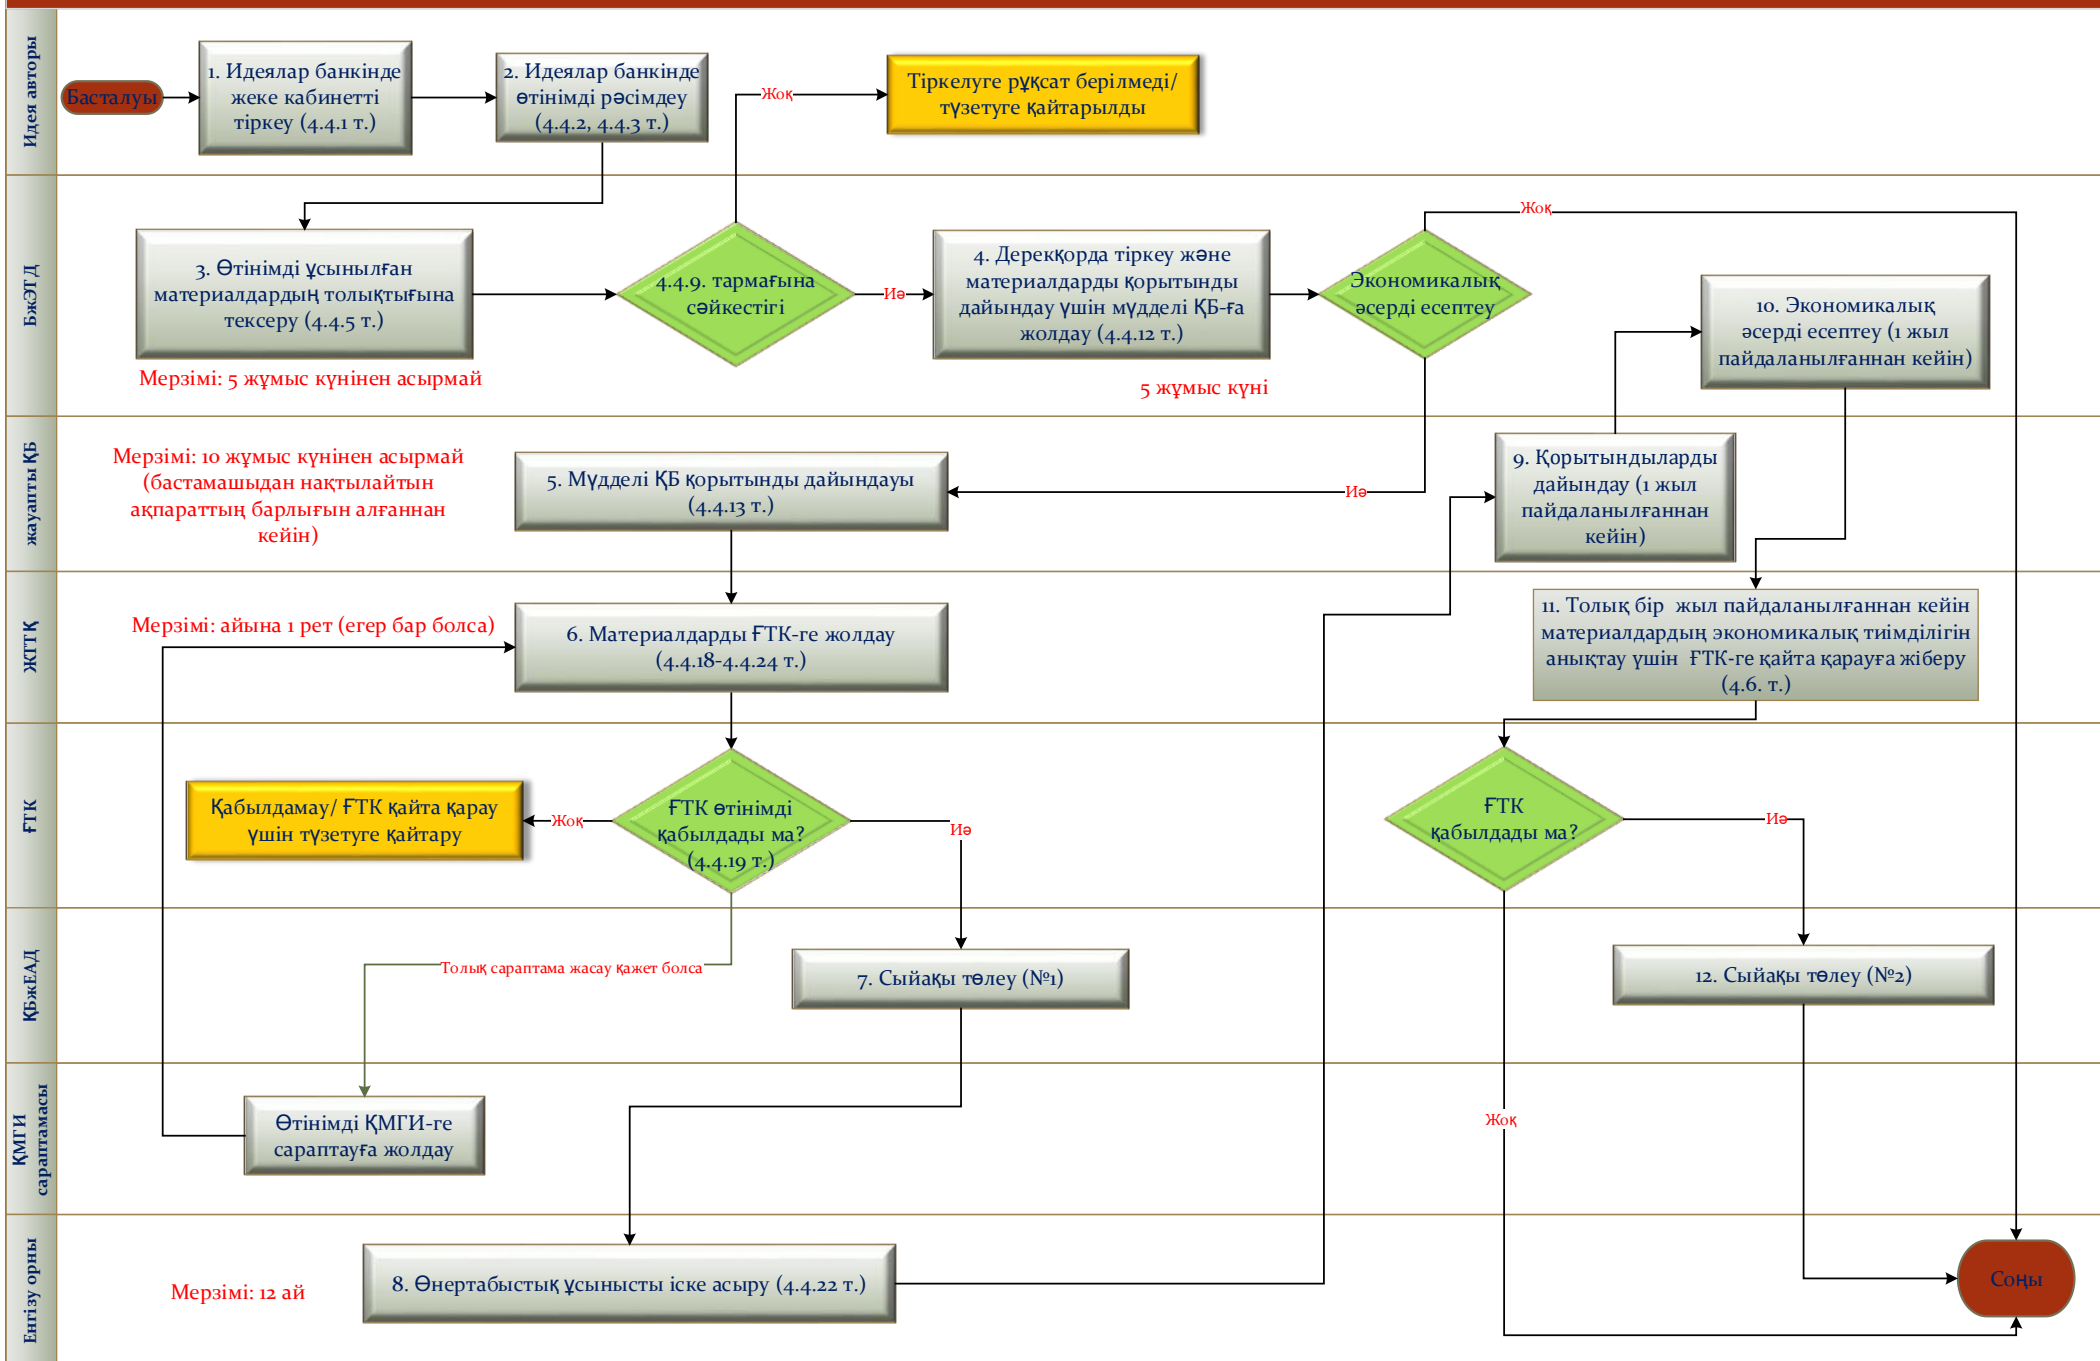 Идея авторы
Басталуы
1. Идеялар банкінде
жеке кабинетті
тіркеу (4.4.1 т.)
2. Идеялар банкінде
өтінімді рәсімдеу
(4.4.2, 4.4.3 т.)
Жоқ
Тіркелуге рұқсат берілмеді/
түзетуге қайтарылды
БжЭТД
3. Өтінімді ұсынылған
материалдардың толықтығына
тексеру (4.4.5 т.)
Мерзімі: 5 жұмыс күнінен асырмай
4.4.9. тармағына
сәйкестігі
Иә
4. Дерекқорда тіркеу және
материалдарды қорытынды
дайындау үшін мүдделі ҚБ-ға
жолдау (4.4.12 т.)
5 жұмыс күні
Экономикалық
әсерді есептеу
Жоқ
10. Экономикалық
әсерді есептеу (1 жыл
пайдаланылғаннан кейін)
жауапты ҚБ
Мерзімі: 10 жұмыс күнінен асырмай
(бастамашыдан нақтылайтын
ақпараттың барлығын алғаннан
кейін)
5. Мүдделі ҚБ қорытынды дайындауы
(4.4.13 т.)
Иә
9. Қорытындыларды
дайындау (1 жыл
пайдаланылғаннан
кейін)
ЖТТҚ
Мерзімі: айына 1 рет (егер бар болса)
6. Материалдарды ҒТК-ге жолдау
(4.4.18-4.4.24 т.)
11. Толық бір жыл пайдаланылғаннан кейін
материалдардың экономикалық тиімділігін
анықтау үшін ҒТК-ге қайта қарауға жіберу
(4.6. т.)
ҒТК
Қабылдамау/ ҒТК қайта қарау
үшін түзетуге қайтару
Жоқ
ҒТК өтінімді
қабылдады ма?
(4.4.19 т.)
Иә
ҒТК
қабылдады ма?
Иә
ҚБжЕАД
Толық сараптама жасау қажет болса
7. Сыйақы төлеу (№1)
12. Сыйақы төлеу (№2)
ҚМГИ
сараптамасы
Өтінімді ҚМГИ-ге
сараптауға жолдау
Жоқ
Енгізу орны
Мерзімі: 12 ай
8. Өнертабыстық ұсынысты іске асыру (4.4.22 т.)
Соңы